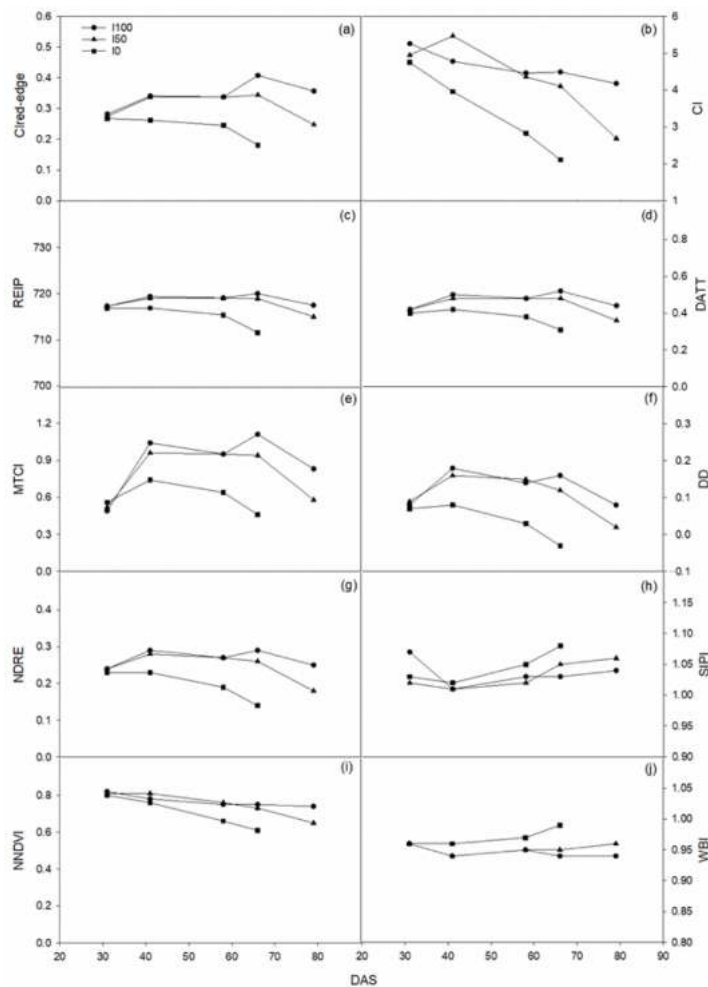 0.6
0.5
0.4
0.3
0.2
0.1
0.0
CIred-edge
I100
I50
I0
(a)
(b)
6
5
4
3
2
1
CI
730
720
710
700
REIP
(c)
(d)
0.8
0.6
0.4
0.2
0.0
DATT
1.2
0.9
0.6
0.3
0.0
MTCI
(e)
(f)
0.3
0.2
0.1
0.0
0.1
DD
0.4
0.3
0.2
0.1
0.0
NDRE
(g)
(h)
1.15
1.10
1.05
1.00
0.95
0.90
SIPI
0.8
0.6
0.4
0.2
0.0
NNDVI
(i)
(j)
1.05
1.00
0.95
0.90
0.85
0.80
WBI
20 30 40 50 60 70 80 20 30 40 50 60 70 80 90
DAS